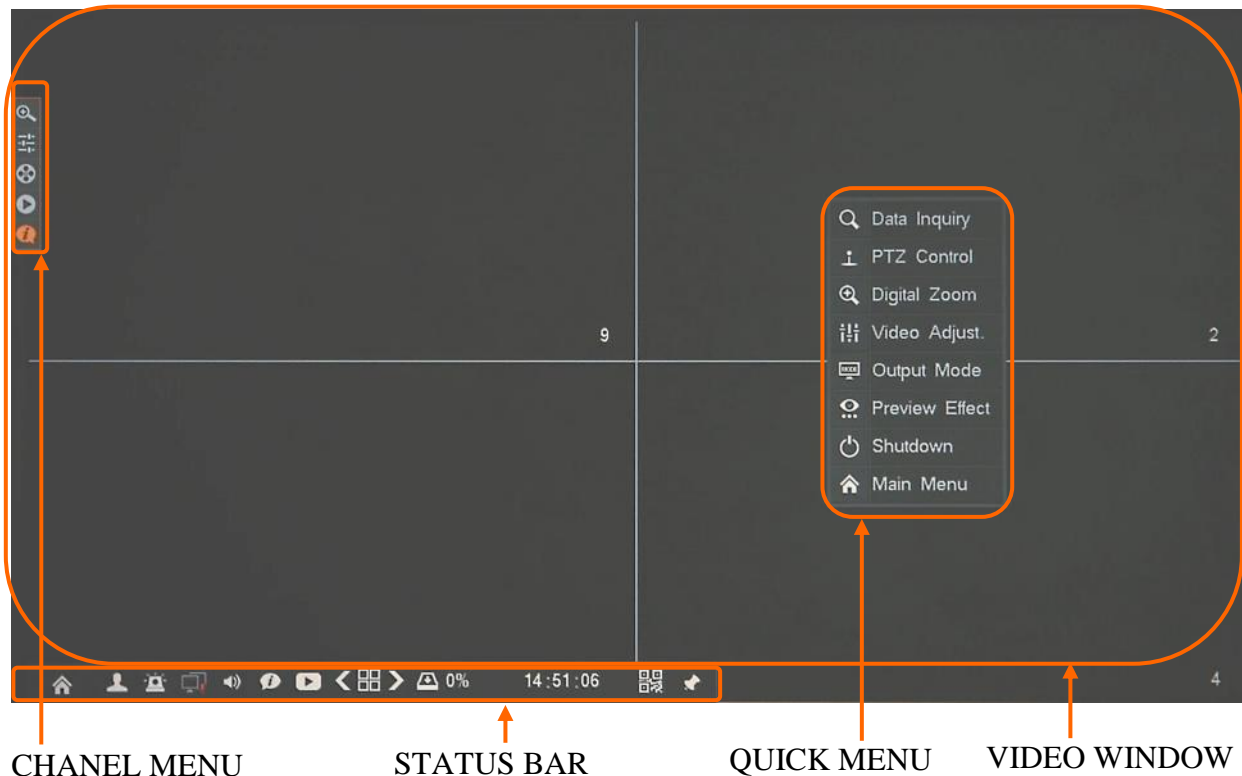 Data Inquiry
PTZ Control
Digital Zoom
9
Video Adjust.
2
Output Mode
Preview Effect
Shutdown
Main Menu
0%
14:51:06
4
CHANEL MENU
STATUS BAR
QUICK MENU
VIDEO WINDOW